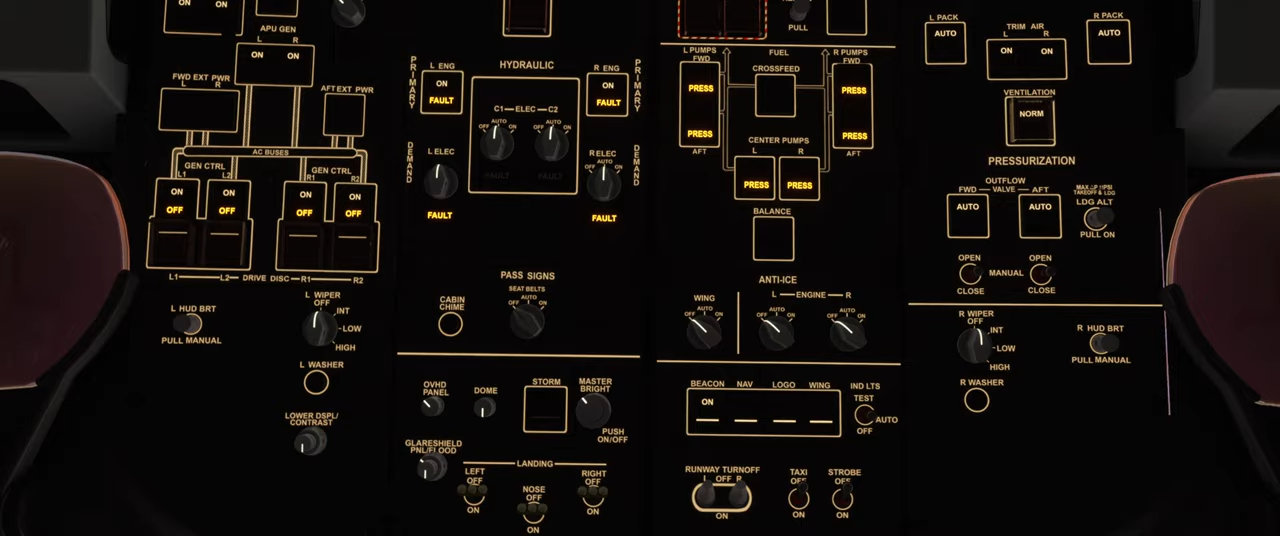 ON ON
APU GEN
L R
ON ON
FWD EXT PWR
L R
AFT EXT PWR
AC BUSES
GEN CTRL
L1 L2
GEN CTRL
R1 R2
ON ON ON ON
OFF OFF OFF OFF
L1 L2 DRIVE DISC R1 R2
L HUD BRT
PULL MANUAL
L WIPER
OFF
INT
LOW
HIGH
L WASHER
LOWER DSPL/
CONTRAST
HYDRAULIC
PRIMARY
L ENG
ON
FAULT
R ENG
ON
FAULT
PRIMARY
C1 ELEC C2
OFF AUTO ON
OFF AUTO ON
FAULT FAULT
DEMAND
L ELEC
OFF AUTO ON
FAULT
R ELEC
OFF AUTO ON
FAULT
DEMAND
PASS SIGNS
SEAT BELTS
OFF AUTO ON
CABIN
CHIME
OVHD
PANEL
DOME
STORM
MASTER
BRIGHT
PUSH
ON/OFF
GLARESHIELD
PNL/FLOOD
LANDING
LEFT
OFF
ON
NOSE
OFF
ON
RIGHT
OFF
ON
PULL
L PUMPS
FWD
FUEL
R PUMPS
FWD
CROSSFEED
PRESS PRESS
PRESS PRESS
AFT AFT
CENTER PUMPS
L R
PRESS PRESS
BALANCE
ANTI-ICE
WING
OFF AUTO ON
L ENGINE R
OFF AUTO ON
OFF AUTO ON
BEACON NAV LOGO WING
ON
IND LTS
TEST
AUTO
OFF
RUNWAY TURNOFF
L OFF R
ON
TAXI
OFF
ON
STROBE
OFF
ON
L PACK
AUTO
TRIM AIR
L R
ON ON
R PACK
AUTO
VENTILATION
NORM
PRESSURIZATION
OUTFLOW
FWD VALVE AFT
AUTO AUTO
TAKEOFF & LDG
LDG ALT
PULL ON
OPEN OPEN
MANUAL
CLOSE CLOSE
R WIPER
OFF
INT
LOW
HIGH
R WASHER
R HUD BRT
PULL MANUAL